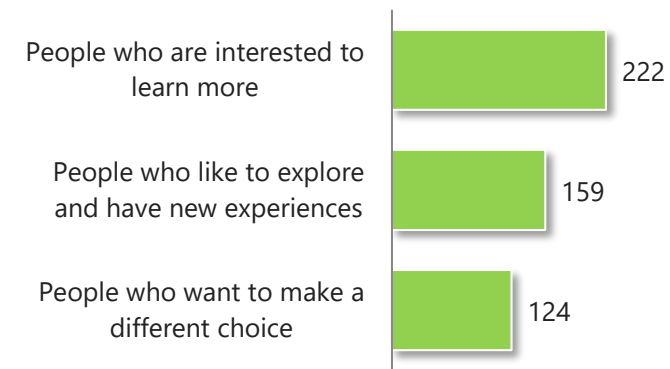 People who are interested to
learn more
222
People who like to explore
and have new experiences
159
People who want to make a
different choice
124